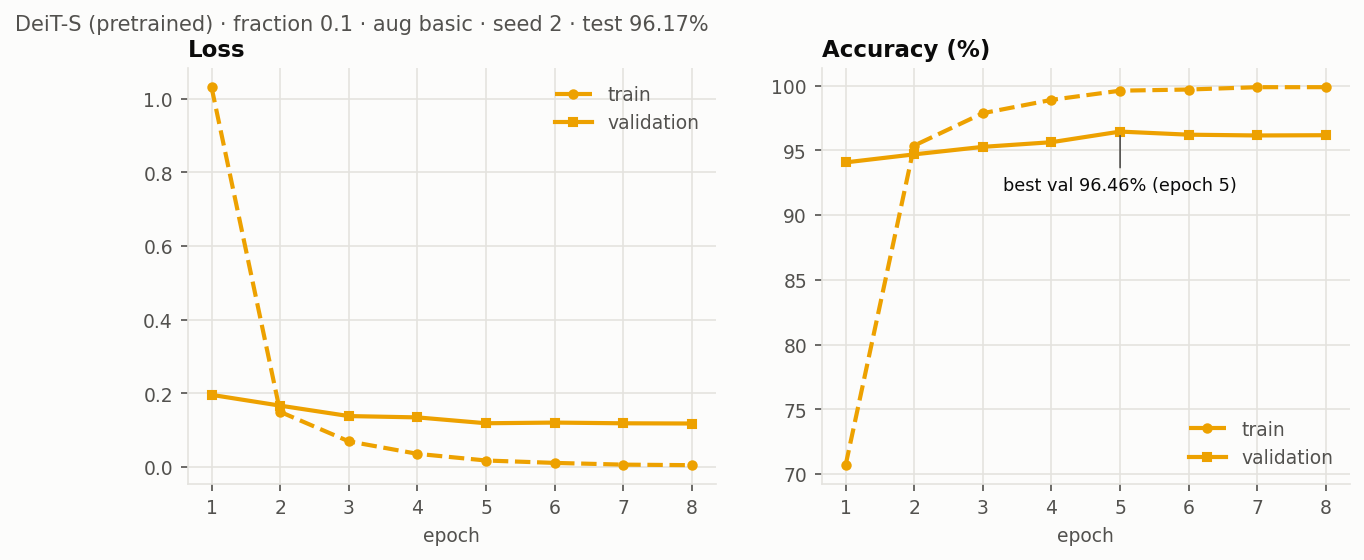 DeiT-S (pretrained) · fraction 0.1 · aug basic · seed 2 · test 96.17%
Loss
train
validation
1.0
0.8
0.6
0.4
0.2
0.0
1 2 3 4 5 6 7 8
epoch
Accuracy (%)
100
95
90
85
80
75
70
best val 96.46% (epoch 5)
train
validation
1 2 3 4 5 6 7 8
epoch